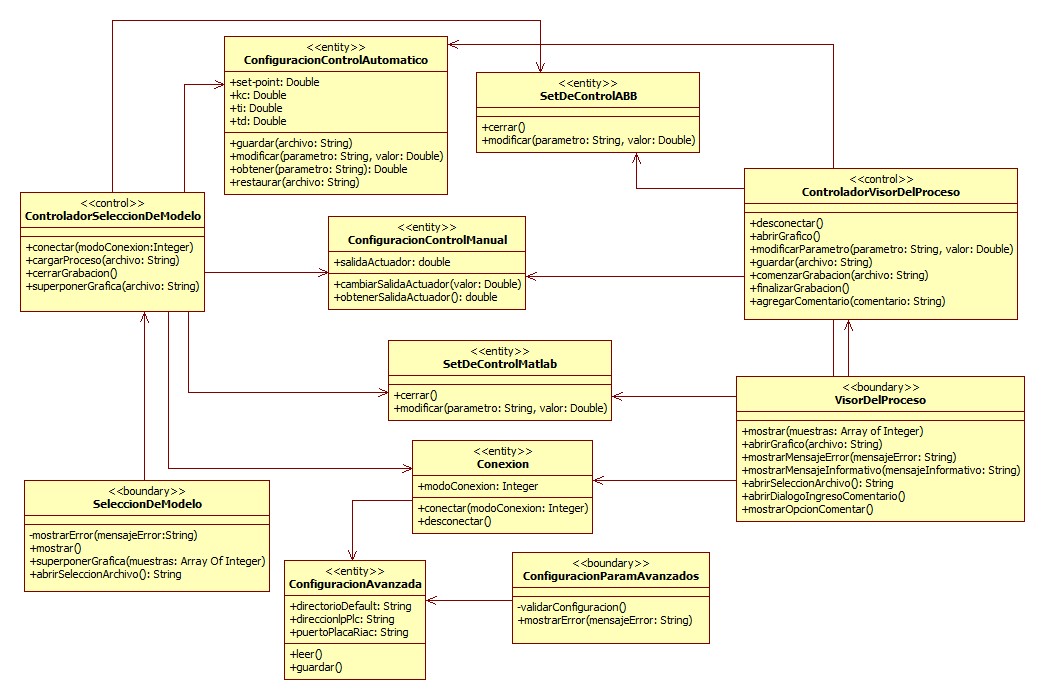 <<entity>>
ConfiguracionControlAutomatico
+set-point: Double
+kc: Double
+ti: Double
+td: Double
+guardar(archivo: String)
+modificar(parametro: String, valor: Double)
+obtener(parametro: String): Double
+restaurar(archivo: String)
<<entity>>
SetDeControlABB
+cerrar()
+modificar(parametro: String, valor: Double)
<<control>>
ControladorSeleccionDeModelo
+conectar(modoConexion:Integer)
+cargarProceso(archivo: String)
+cerrarGrabacion()
+superponerGrafica(archivo: String)
<<entity>>
ConfiguracionControlManual
+salidaActuador: double
+cambiarSalidaActuador(valor: Double)
+obtenerSalidaActuador(): double
<<control>>
ControladorVisorDelProceso
+desconectar()
+abrirGrafico()
+modificarParametro(parametro: String, valor: Double)
+guardar(archivo: String)
+comenzarGrabacion(archivo: String)
+finalizarGrabacion()
+agregarComentario(comentario: String)
<<entity>>
SetDeControlMatlab
+cerrar()
+modificar(parametro: String, valor: Double)
<<boundary>>
VisorDelProceso
+mostrar(muestras: Array of Integer)
+abrirGrafico(archivo: String)
+mostrarMensajeError(mensajeError: String)
+mostrarMensajeInformativo(mensajeInformativo: String)
+abrirSeleccionArchivo(): String
+abrirDialogoIngresoComentario()
+mostrarOpcionComentar()
<<entity>>
Conexion
+modoConexion: Integer
+conectar(modoConexion: Integer)
+desconectar()
<<boundary>>
SeleccionDeModelo
-mostrarError(mensajeError:String)
+mostrar()
+superponerGrafica(muestras: Array Of Integer)
+abrirSeleccionArchivo(): String
<<entity>>
ConfiguracionAvanzada
+directorioDefault: String
+direccionIpPlc: String
+puertoPlacaRiac: String
+leer()
+guardar()
<<boundary>>
ConfiguracionParamAvanzados
-validarConfiguracion()
+mostrarError(mensajeError: String)